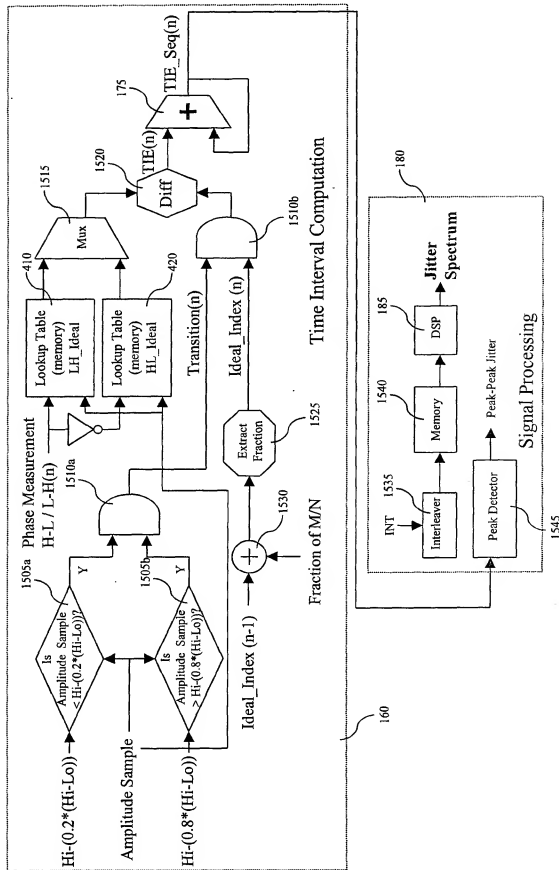 Hi-(0.2*(Hi-Lo))
Amplitude Sample
Hi-(0.8*(Hi-Lo))
1505a
Is
Amplitude Sample
< Hi-(0.2*(Hi-Lo))?
Y
1505b
Is
Amplitude Sample
> Hi-(0.8*(Hi-Lo))?
Y
1510a
Phase Measurement
H-L / L-H(n)
410
Lookup Table
(memory)
LH_Ideal
Lookup Table
(memory)
HL_Ideal
420
1515
Mux
1520
Diff
TIE(n)
175
+
TIE_Seq(n)
Transition(n)
Ideal_Index (n)
1510b
Ideal_Index (n-1)
+
1530
Fraction of M/N
Extract
Fraction
1525
Time Interval Computation
160
180
INT
1535
Interleaver
1540
Memory
185
DSP
Jitter
Spectrum
Peak Detector
1545
Peak-Peak Jitter
Signal Processing